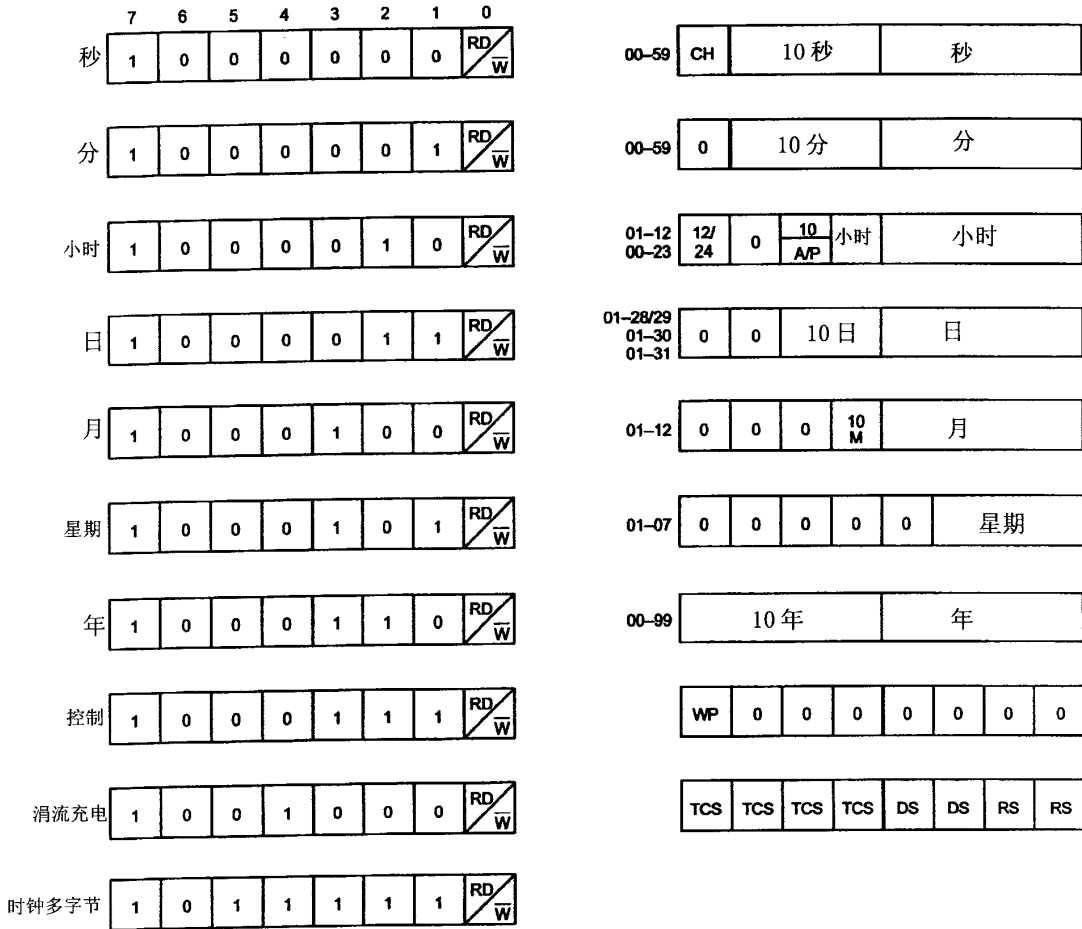 7 6 5 4 3 2 1 0
秒 1 0 0 0 0 0 0 RD/W̅ 00–59 CH 10 秒 秒
分 1 0 0 0 0 0 1 RD/W̅ 00–59 0 10 分 分
小时 1 0 0 0 0 1 0 RD/W̅ 01–12 00–23 12/24 0 10 A/P 小时 小时
日 1 0 0 0 0 1 1 RD/W̅ 01–28/29 01–30 01–31 0 0 10 日 日
月 1 0 0 0 1 0 0 RD/W̅ 01–12 0 0 0 10 M 月
星期 1 0 0 0 1 0 1 RD/W̅ 01–07 0 0 0 0 0 星期
年 1 0 0 0 1 1 0 RD/W̅ 00–99 10 年 年
控制 1 0 0 0 1 1 1 RD/W̅ WP 0 0 0 0 0 0 0
涓流充电 1 0 0 1 0 0 0 RD/W̅ TCS TCS TCS TCS DS DS RS RS
时钟多字节 1 0 1 1 1 1 1 RD/W̅